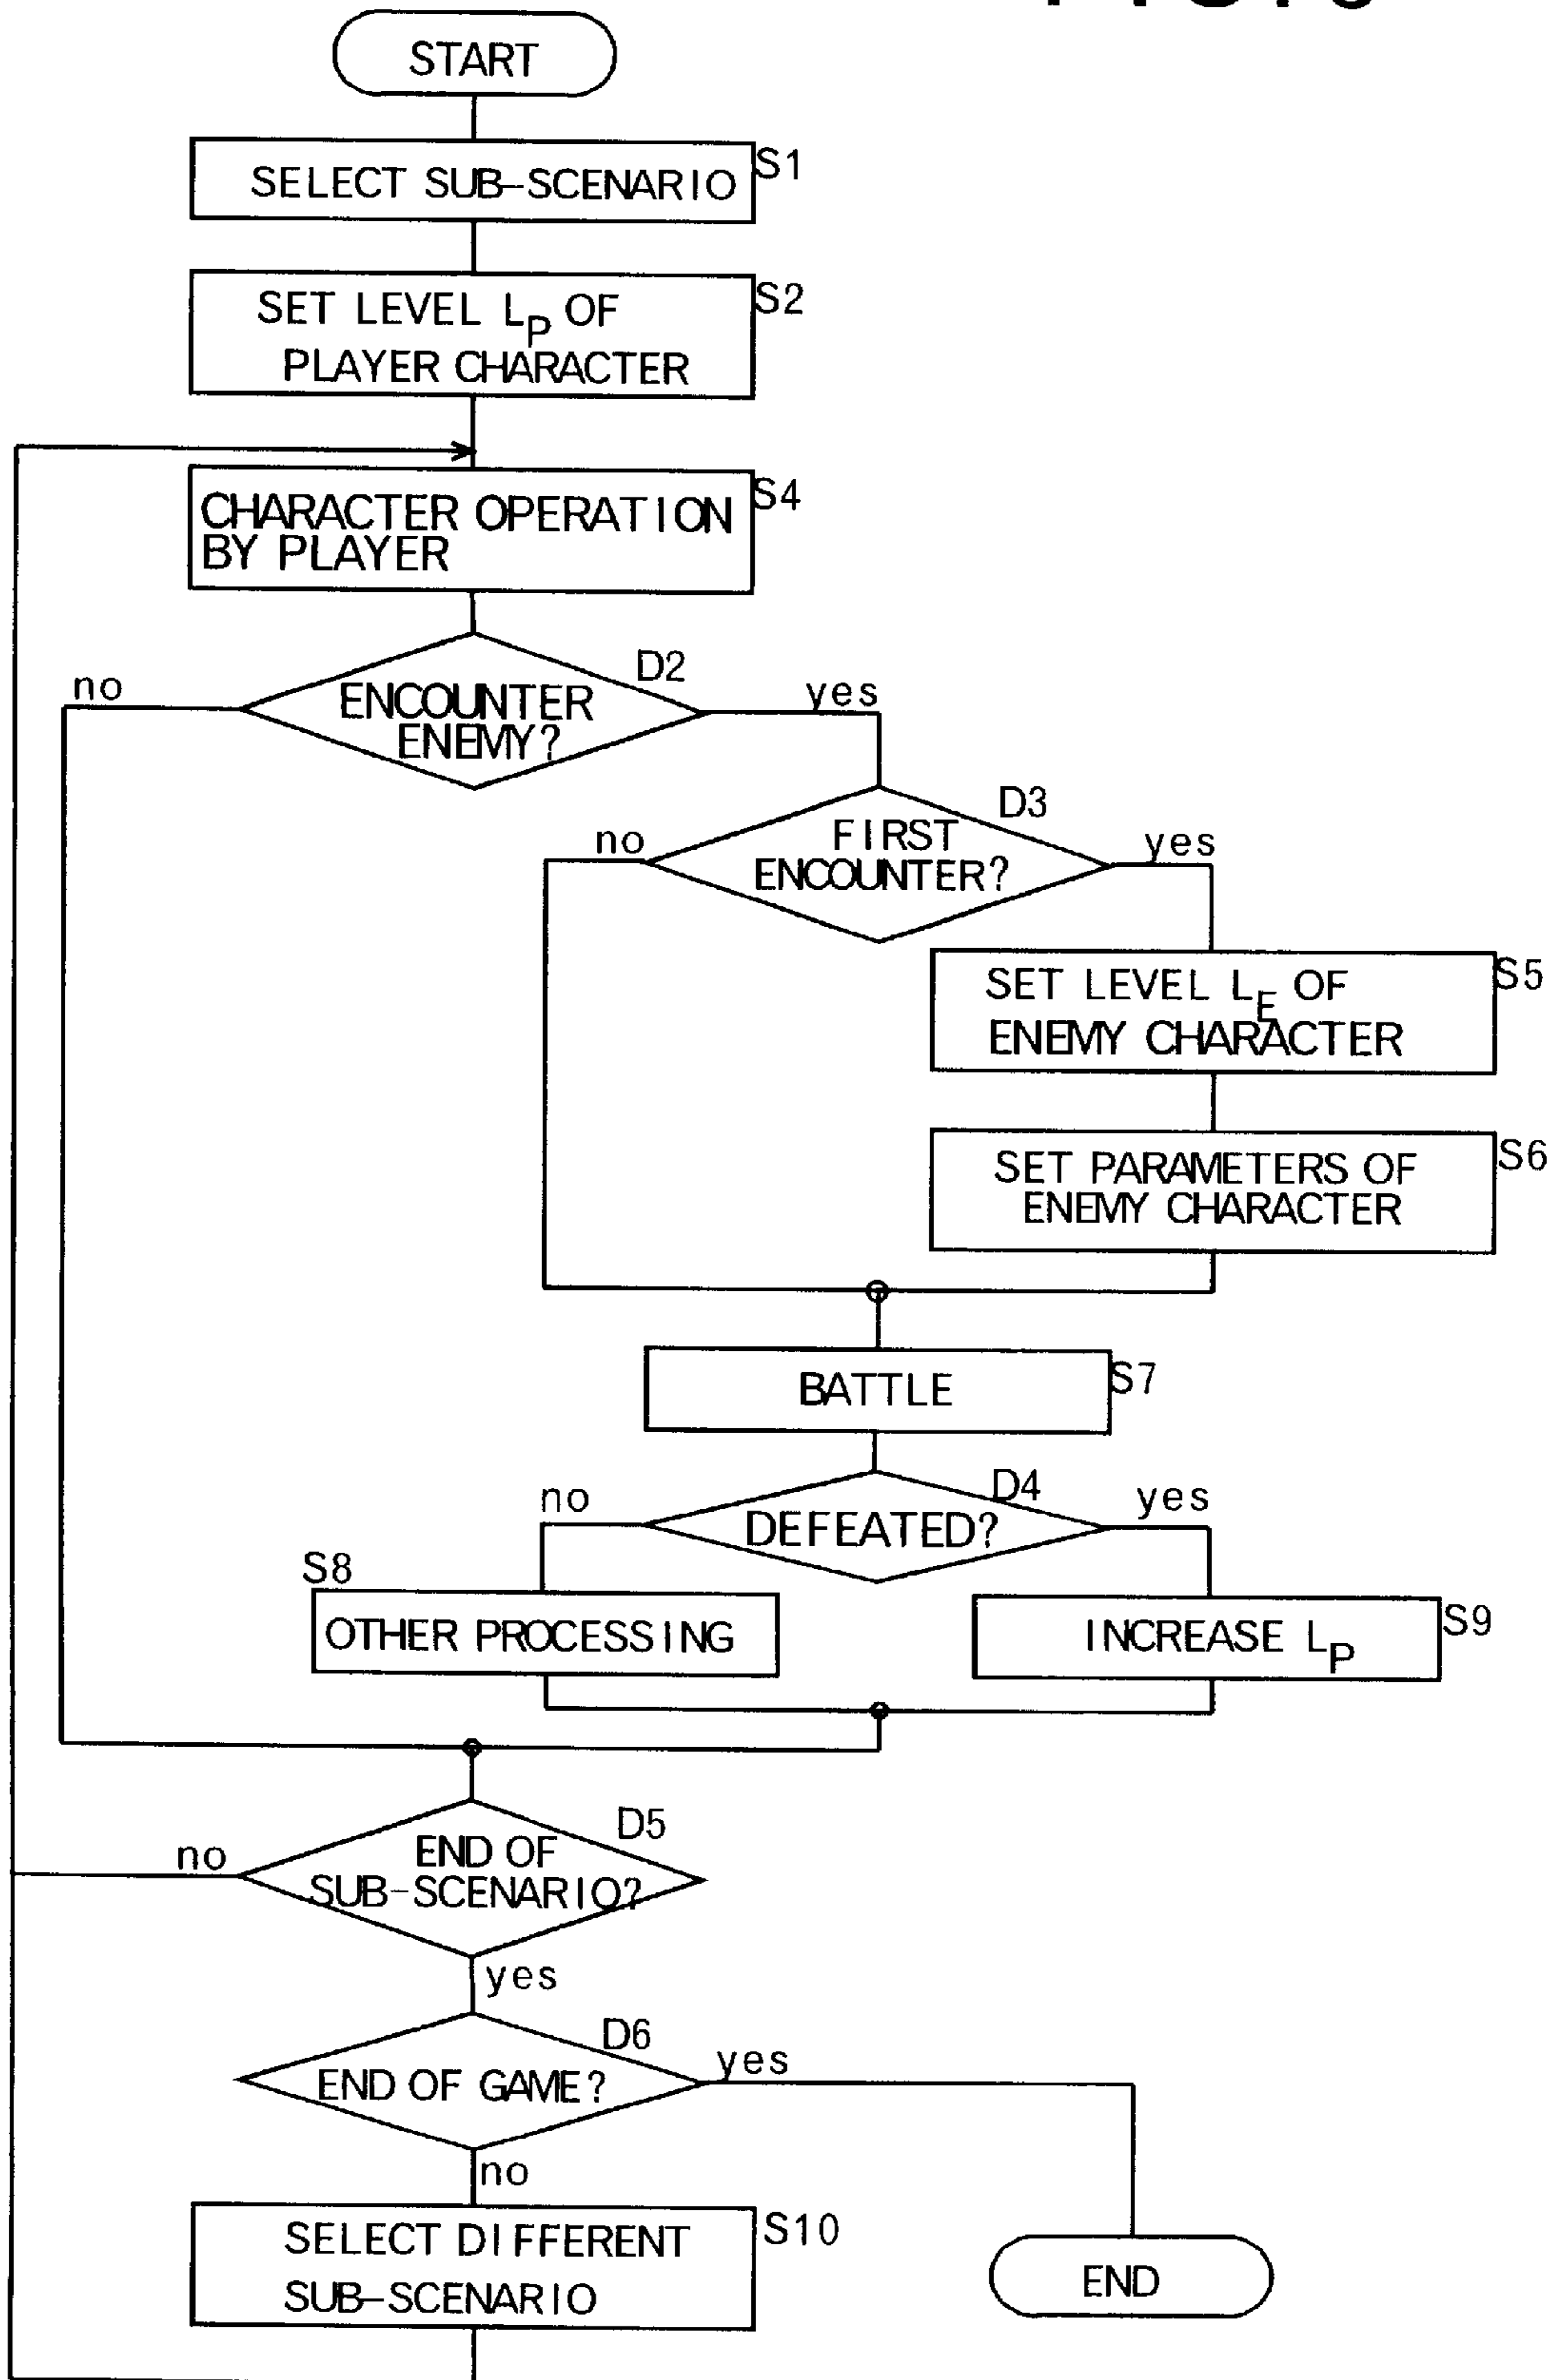 START
SELECT SUB-SCENARIO
S1
SET LEVEL LP OF
PLAYER CHARACTER
S2
CHARACTER OPERATION
BY PLAYER
S4
D2
no
ENCOUNTER
ENEMY?
yes
D3
no
FIRST
ENCOUNTER?
yes
SET LEVEL LE OF
ENEMY CHARACTER
S5
SET PARAMETERS OF
ENEMY CHARACTER
S6
BATTLE
S7
D4
no
DEFEATED?
yes
S8
OTHER PROCESSING
INCREASE LP
S9
D5
no
END OF
SUB-SCENARIO?
yes
D6
END OF GAME?
yes
no
SELECT DIFFERENT
SUB-SCENARIO
S10
END